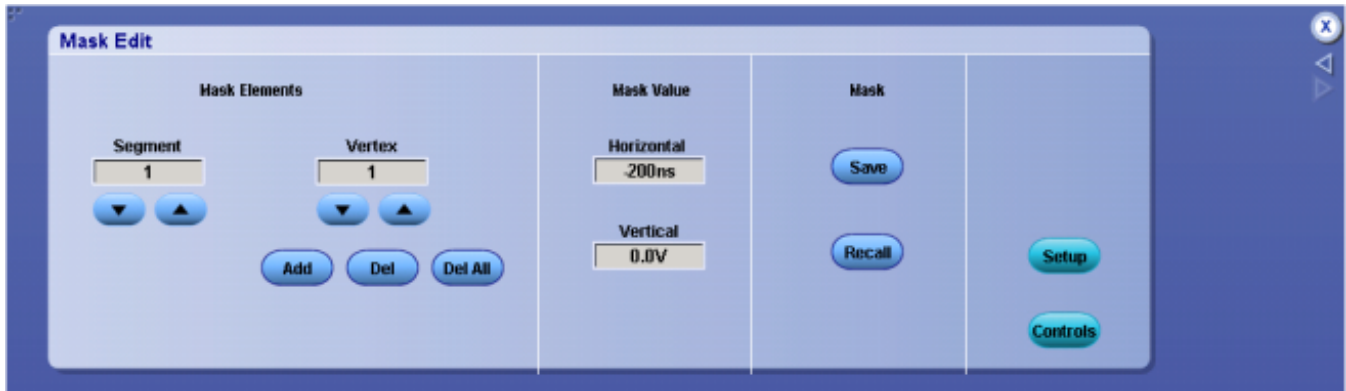 Mask Edit
Mask Elements
Mask Value
Mask
Segment
Vertex
Horizontal
1
1
-200ns
Save
Vertical
0.0V
Add
Del
Del All
Recall
Setup
Controls
X